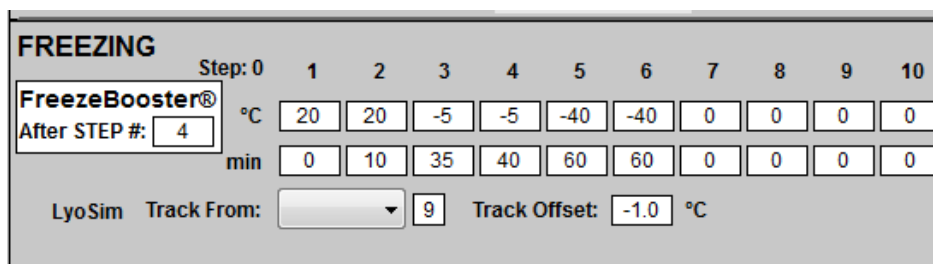 FREEZING
Step: 0 1 2 3 4 5 6 7 8 9 10
FreezeBooster®
After STEP #: 4
°C 20 20 -5 -5 -40 -40 0 0 0 0
min 0 10 35 40 60 60 0 0 0 0
LyoSim Track From: 9 Track Offset: -1.0 °C